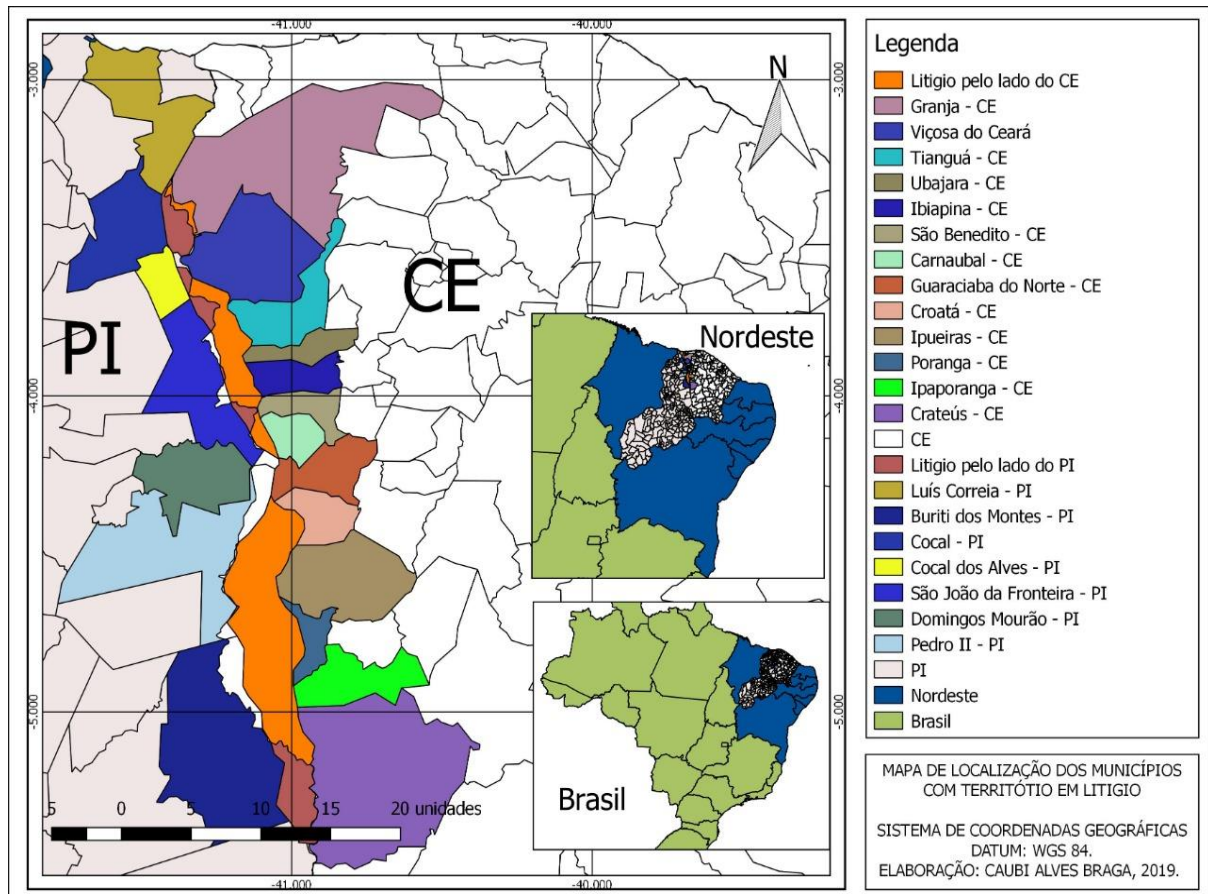 -41.000
-40.000
-3.000
-3.000
N
CE
PI
Nordeste
-4.000
-4.000
Brasil
-5.000
-5.000
5 0 5 10 15 20 unidades
-41.000
-40.000
Legenda
Litigio pelo lado do CE
Granja - CE
Viçosa do Ceará
Tianguá - CE
Ubajara - CE
Ibiapina - CE
São Benedito - CE
Carnaubal - CE
Guaraciaba do Norte - CE
Croatá - CE
Ipueiras - CE
Poranga - CE
Ipaporanga - CE
Crateús - CE
CE
Litigio pelo lado do PI
Luís Correia - PI
Buriti dos Montes - PI
Cocal - PI
Cocal dos Alves - PI
São João da Fronteira - PI
Domingos Mourão - PI
Pedro II - PI
PI
Nordeste
Brasil
MAPA DE LOCALIZAÇÃO DOS MUNICÍPIOS
COM TERRITÓTIO EM LITIGIO
SISTEMA DE COORDENADAS GEOGRÁFICAS
DATUM: WGS 84.
ELABORAÇÃO: CAUBI ALVES BRAGA, 2019.